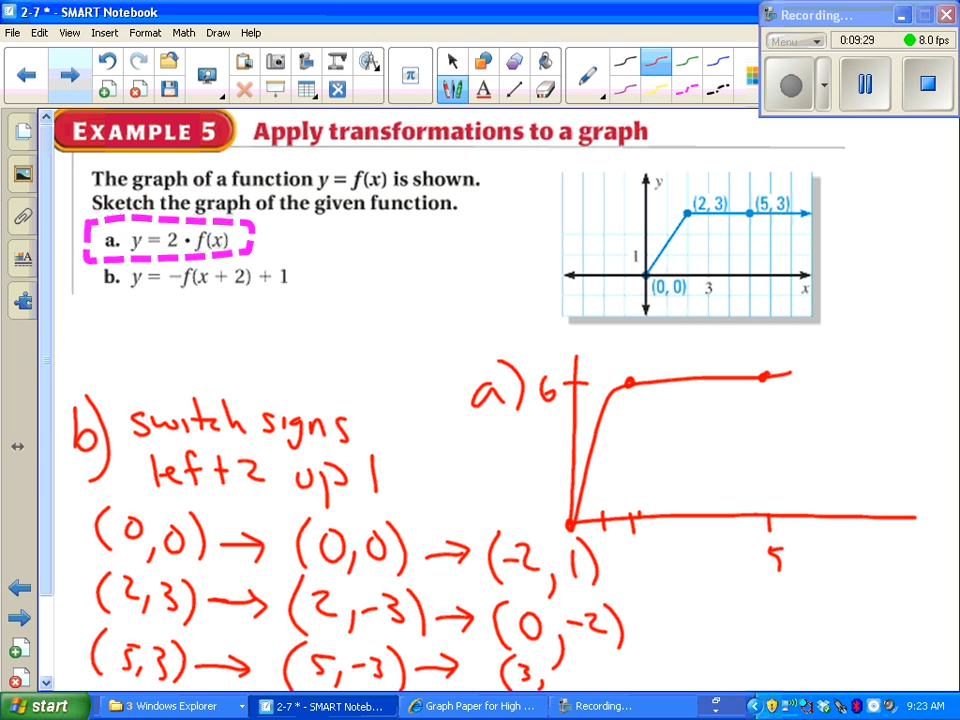 2-7 * - SMART Notebook
Recording...
File Edit View Insert Format Math Draw Help
Menu
0:09:29
8.0 fps
π
A
EXAMPLE 5 Apply transformations to a graph
The graph of a function y = f(x) is shown.
Sketch the graph of the given function.
a. y = 2 • f(x)
b. y = −f(x + 2) + 1
y
(2, 3)
(5, 3)
1
(0, 0)
3
x
a) 6
5
b) switch signs
left 2 up 1
(0,0) → (0,0) → (-2, 1)
(2,3) → (2,-3) → (0,-2)
(5,3) → (5,-3) → (3,
start
3 Windows Explorer
2-7 * - SMART Noteb...
Graph Paper for High ...
Recording...
9:23 AM